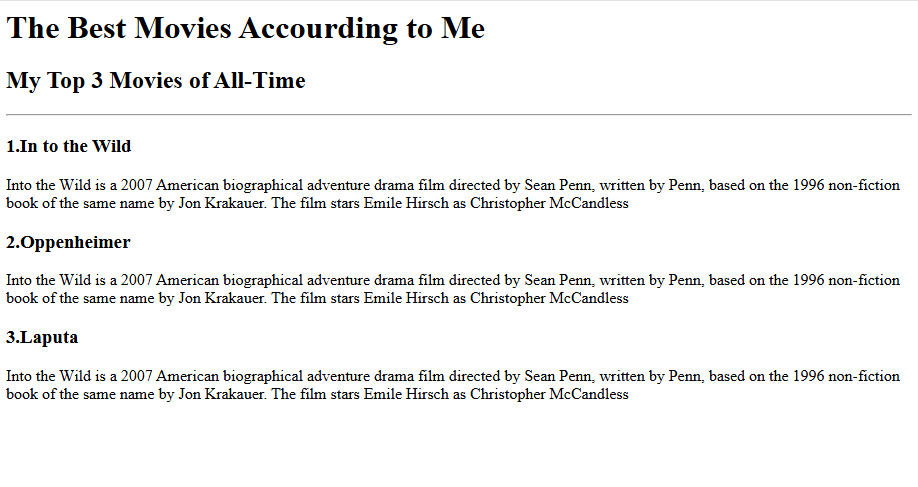 The Best Movies Accourding to Me
My Top 3 Movies of All-Time
1.In to the Wild
Into the Wild is a 2007 American biographical adventure drama film directed by Sean Penn, written by Penn, based on the 1996 non-fiction
book of the same name by Jon Krakauer. The film stars Emile Hirsch as Christopher McCandless
2.Oppenheimer
Into the Wild is a 2007 American biographical adventure drama film directed by Sean Penn, written by Penn, based on the 1996 non-fiction
book of the same name by Jon Krakauer. The film stars Emile Hirsch as Christopher McCandless
3.Laputa
Into the Wild is a 2007 American biographical adventure drama film directed by Sean Penn, written by Penn, based on the 1996 non-fiction
book of the same name by Jon Krakauer. The film stars Emile Hirsch as Christopher McCandless